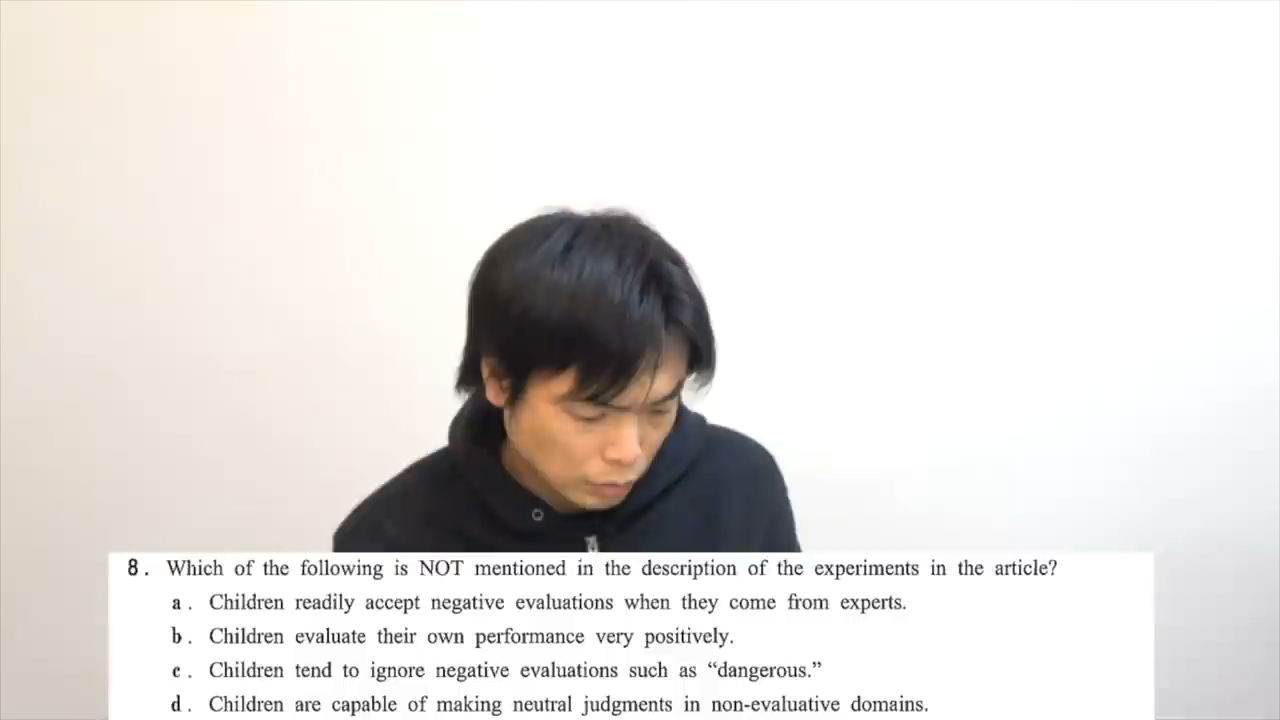 8. Which of the following is NOT mentioned in the description of the experiments in the article?
a. Children readily accept negative evaluations when they come from experts.
b. Children evaluate their own performance very positively.
c. Children tend to ignore negative evaluations such as “dangerous.”
d. Children are capable of making neutral judgments in non-evaluative domains.